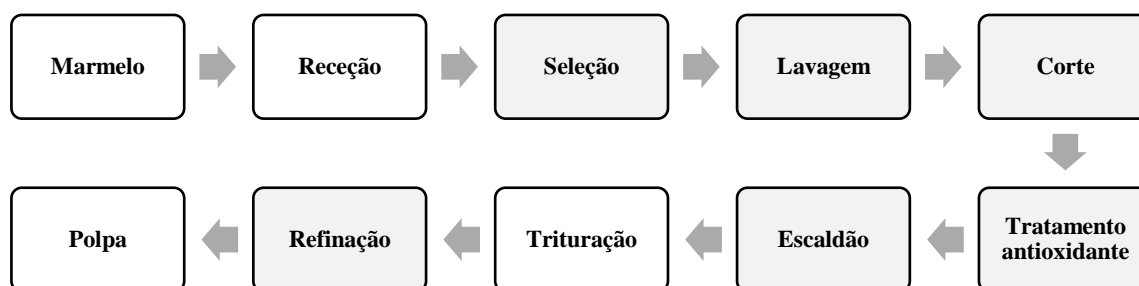 Marmelo
Receção
Seleção
Lavagem
Corte
Tratamento
antioxidante
Escaldão
Trituração
Refinação
Polpa